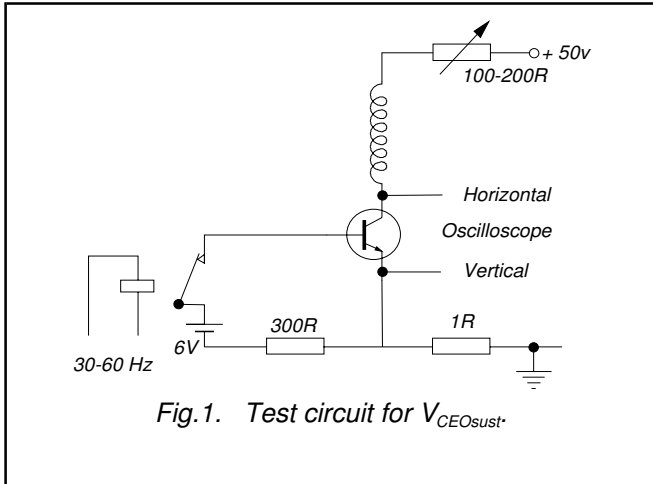 + 50v
100-200R
Horizontal
Oscilloscope
Vertical
300R
1R
6V
30-60 Hz
Fig.1. Test circuit for VCEOsust.